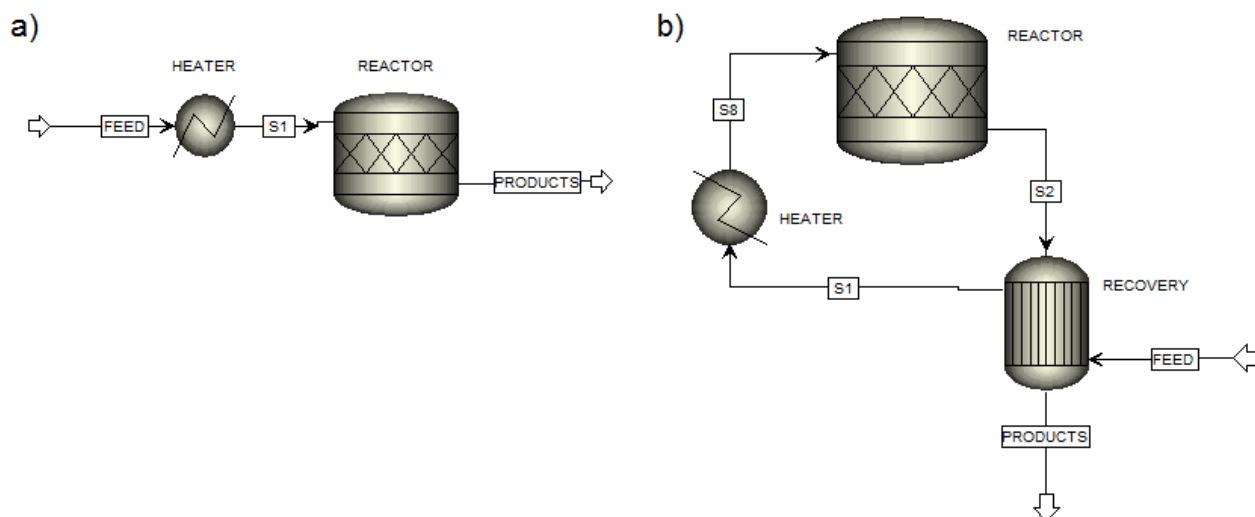 a)
HEATER
REACTOR
FEED
S1
PRODUCTS
b)
REACTOR
S8
S2
HEATER
S1
RECOVERY
FEED
PRODUCTS